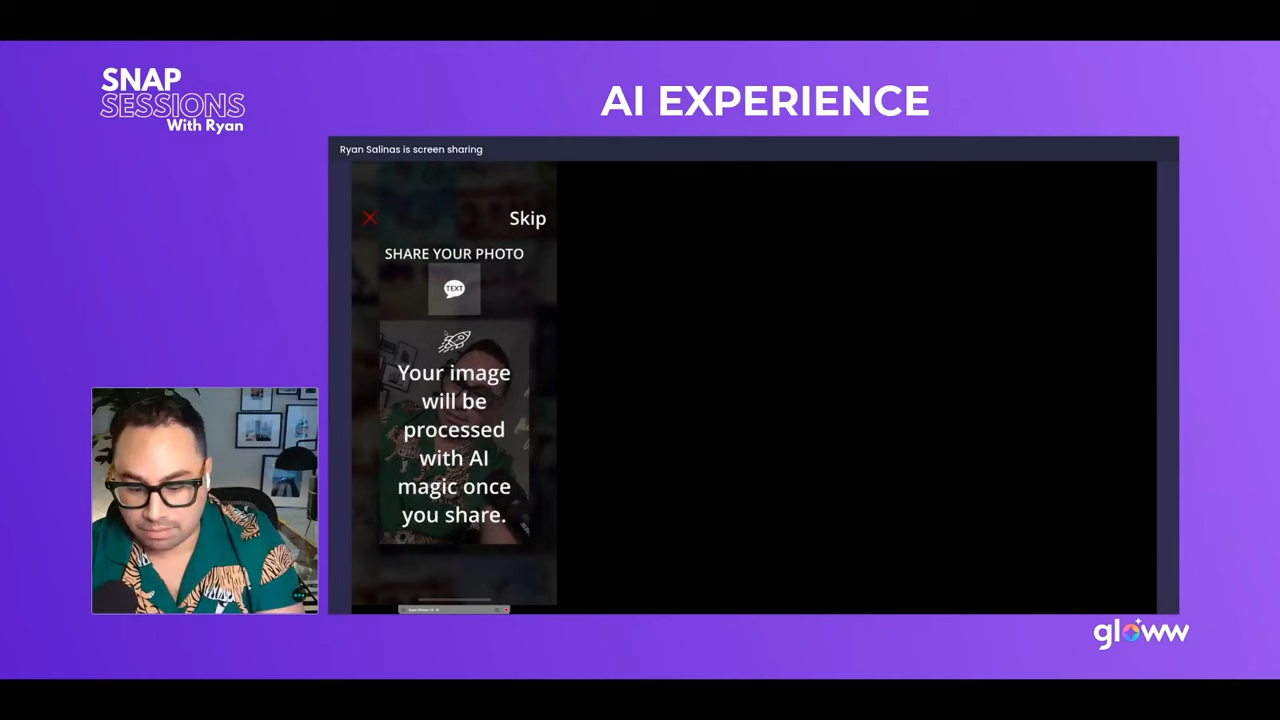 SNAP
SESSIONS
With Ryan
AI EXPERIENCE
Ryan Salinas is screen sharing
Skip
SHARE YOUR PHOTO
TEXT
Your image
will be
processed
with AI
magic once
you share.
gloww